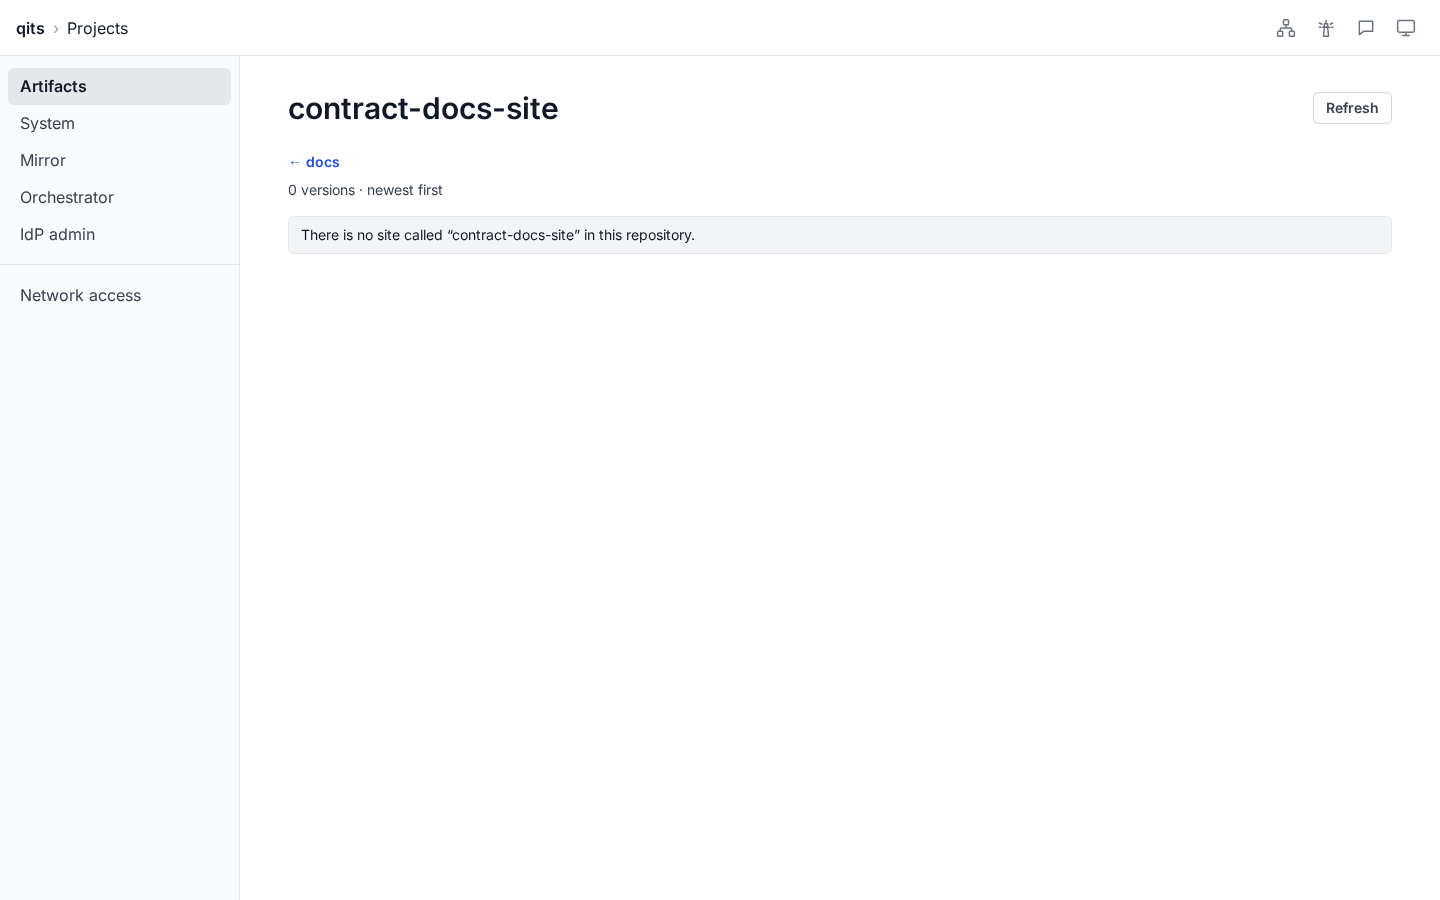 qits › Projects
Artifacts
System
Mirror
Orchestrator
IdP admin
Network access
contract-docs-site
Refresh
← docs
0 versions · newest first
There is no site called “contract-docs-site” in this repository.